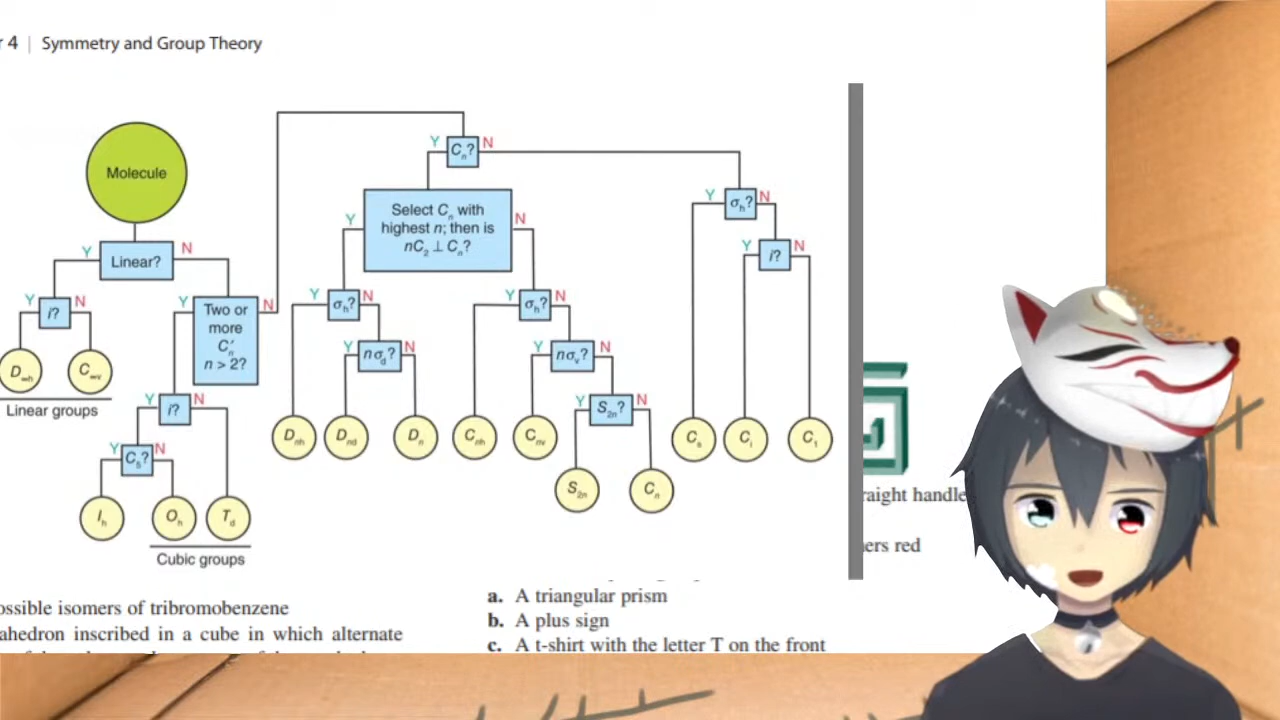 r 4 | Symmetry and Group Theory
Molecule
Linear?
Y
N
i?
Y
N
D∞h
C∞v
Linear groups
Two or
more
Cₙ′
n > 2?
Y
N
i?
Y
N
C₅?
Y
N
Iₕ
Oₕ
T_d
Cubic groups
Cₙ?
Y
N
Select Cₙ with
highest n; then is
nC₂ ⊥ Cₙ?
Y
N
σₕ?
Y
N
nσ_d?
Y
N
Dₙₕ
D_nd
Dₙ
σₕ?
Y
N
nσᵥ?
Y
N
S₂ₙ?
Y
N
Cₙₕ
Cₙᵥ
S₂ₙ
Cₙ
σₕ?
Y
N
i?
Y
N
Cₛ
Cᵢ
C₁
raight handle
ers red
ossible isomers of tribromobenzene
ahedron inscribed in a cube in which alternate
a. A triangular prism
b. A plus sign
c. A t-shirt with the letter T on the front